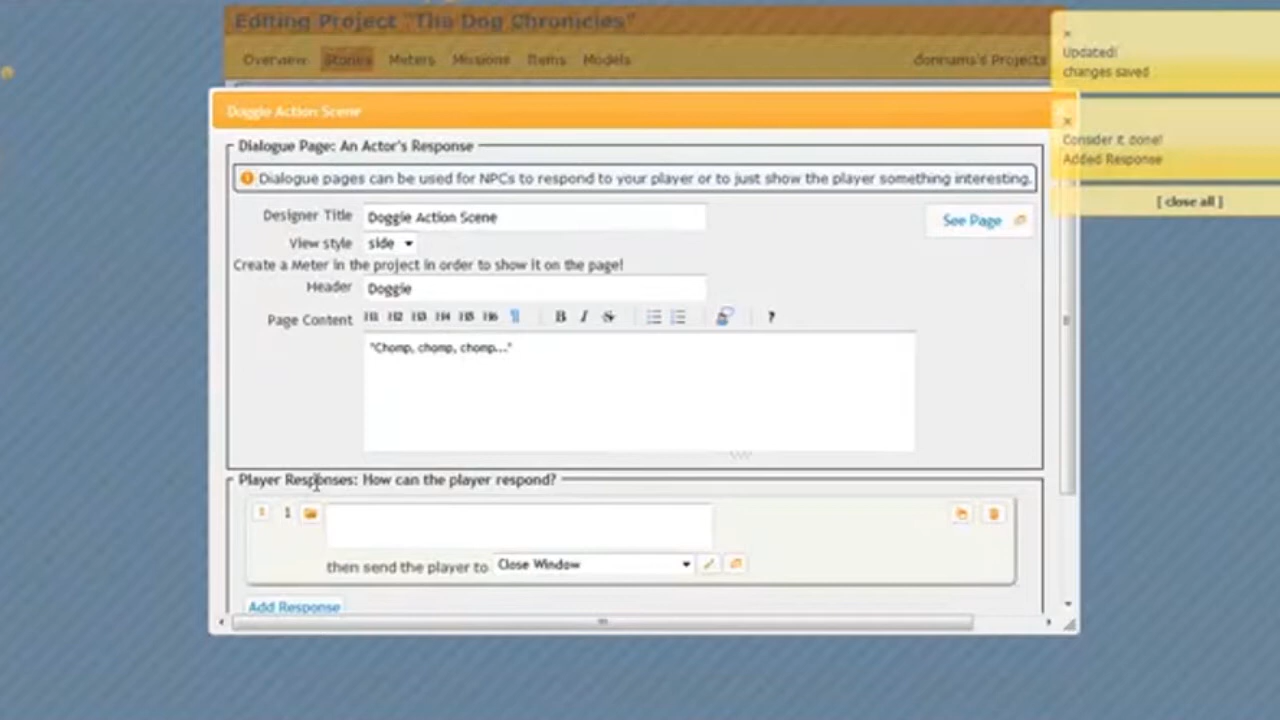 Editing Project "The Dog Chronicles"
Overview Stories Meters Missions Items Models
donnama's Projects
×
Updated!
changes saved
×
Consider it done!
Added Response
[ close all ]
Doggie Action Scene
Dialogue Page: An Actor's Response
Dialogue pages can be used for NPCs to respond to your player or to just show the player something interesting.
Designer Title Doggie Action Scene
See Page
View style side
Create a Meter in the project in order to show it on the page!
Header Doggie
Page Content H1 H2 H3 H4 H5 H6 ¶ B I S ?
"Chomp, chomp, chomp..."
Player Responses: How can the player respond?
1
then send the player to Close Window
Add Response